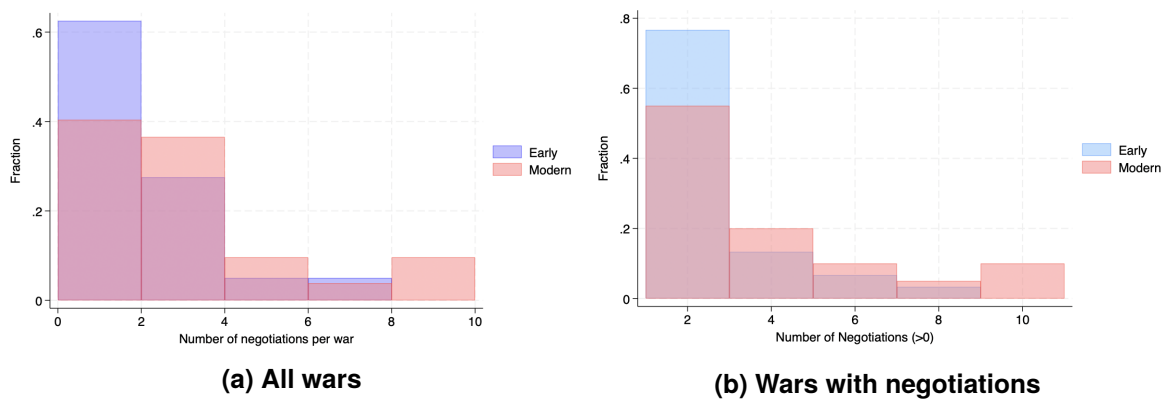 .6
.4
.2
0
Fraction
0 2 4 6 8 10
Number of negotiations per war
Early
Modern
(a) All wars
.8
.6
.4
.2
0
Fraction
2 4 6 8 10
Number of Negotiations (>0)
Early
Modern
(b) Wars with negotiations